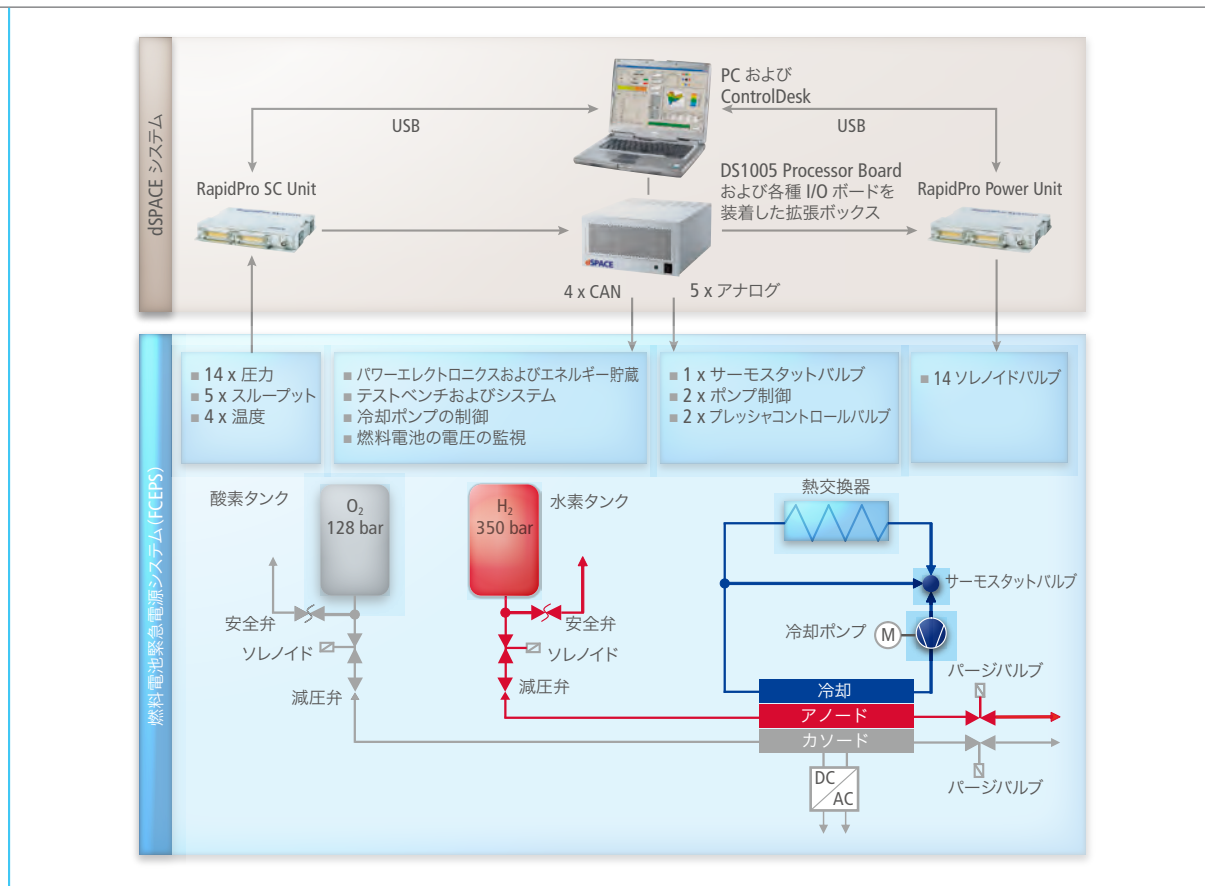 dSPACE システム
PC および
ControlDesk
USB
USB
RapidPro SC Unit
DS1005 Processor Board
および各種 I/O ボードを
装着した拡張ボックス
RapidPro Power Unit
dSPACE
4 x CAN
5 x アナログ
燃料電池緊急電源システム(FCEPS)
■ 14 x 圧力
■ 5 x スループット
■ 4 x 温度
■ パワーエレクトロニクスおよびエネルギー貯蔵
■ テストベンチおよびシステム
■ 冷却ポンプの制御
■ 燃料電池の電圧の監視
■ 1 x サーモスタットバルブ
■ 2 x ポンプ制御
■ 2 x プレッシャコントロールバルブ
■ 14 ソレノイドバルブ
酸素タンク
O₂
128 bar
H₂
350 bar
水素タンク
熱交換器
サーモスタットバルブ
安全弁
安全弁
冷却ポンプ
M
ソレノイド
ソレノイド
減圧弁
減圧弁
パージバルブ
冷却
アノード
カソード
パージバルブ
DC
AC